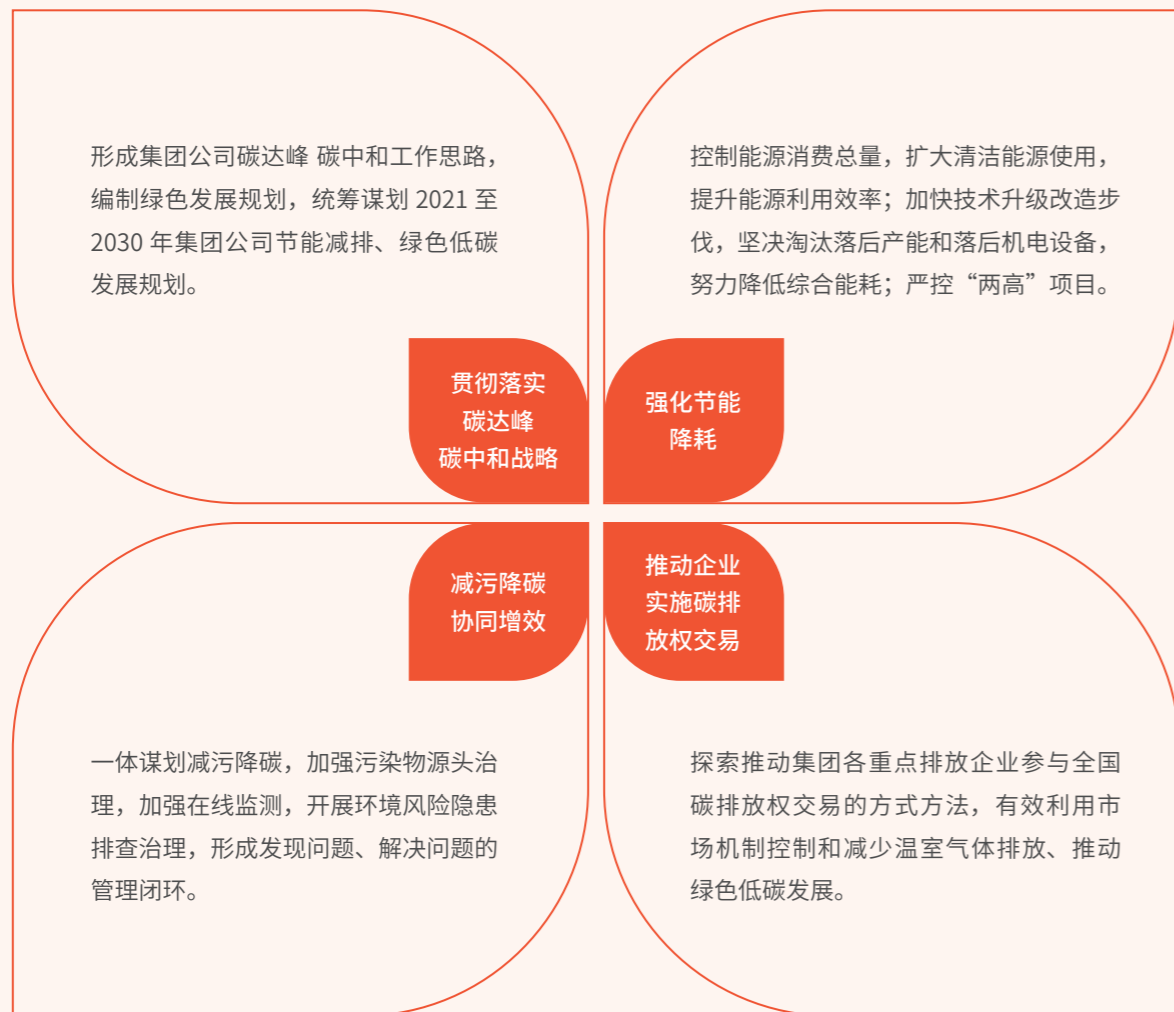 形成集团公司碳达峰 碳中和工作思路，
编制绿色发展规划，统筹谋划 2021 至
2030 年集团公司节能减排、绿色低碳
发展规划。
贯彻落实
碳达峰
碳中和战略
控制能源消费总量，扩大清洁能源使用，
提升能源利用效率；加快技术升级改造步
伐，坚决淘汰落后产能和落后机电设备，
努力降低综合能耗；严控“两高”项目。
强化节能
降耗
减污降碳
协同增效
一体谋划减污降碳，加强污染物源头治
理，加强在线监测，开展环境风险隐患
排查治理，形成发现问题、解决问题的
管理闭环。
推动企业
实施碳排
放权交易
探索推动集团各重点排放企业参与全国
碳排放权交易的方式方法，有效利用市
场机制控制和减少温室气体排放、推动
绿色低碳发展。